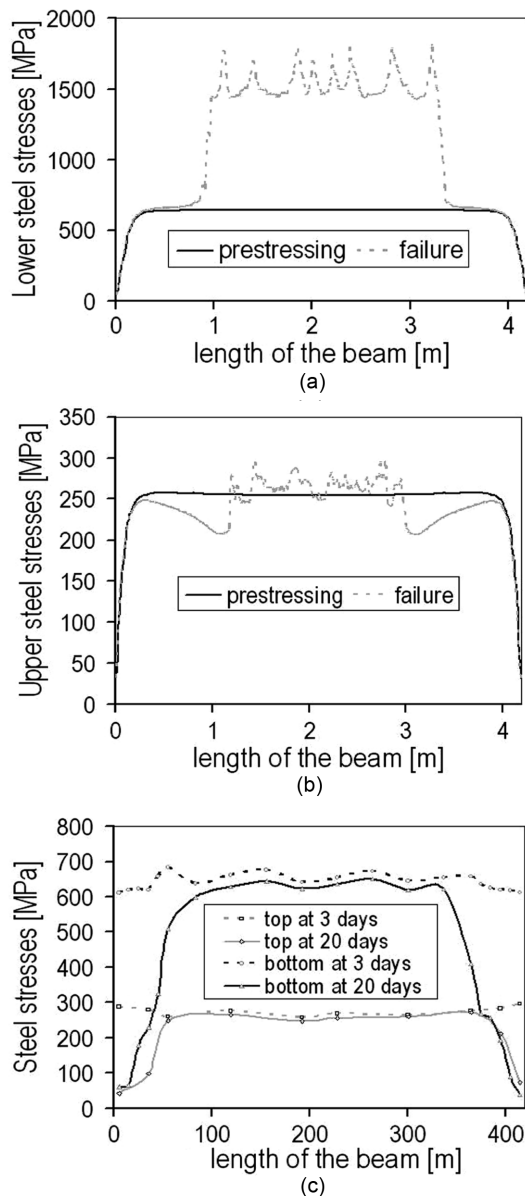 Lower steel stresses [MPa]
2000
1500
1000
500
0
prestressing failure
0 1 2 3 4
length of the beam [m]
(a)
Upper steel stresses [MPa]
350
300
250
200
150
100
50
0
prestressing failure
0 1 2 3 4
length of the beam [m]
(b)
Steel stresses [MPa]
800
700
600
500
400
300
200
100
0
top at 3 days
top at 20 days
bottom at 3 days
bottom at 20 days
0 100 200 300 400
length of the beam [m]
(c)